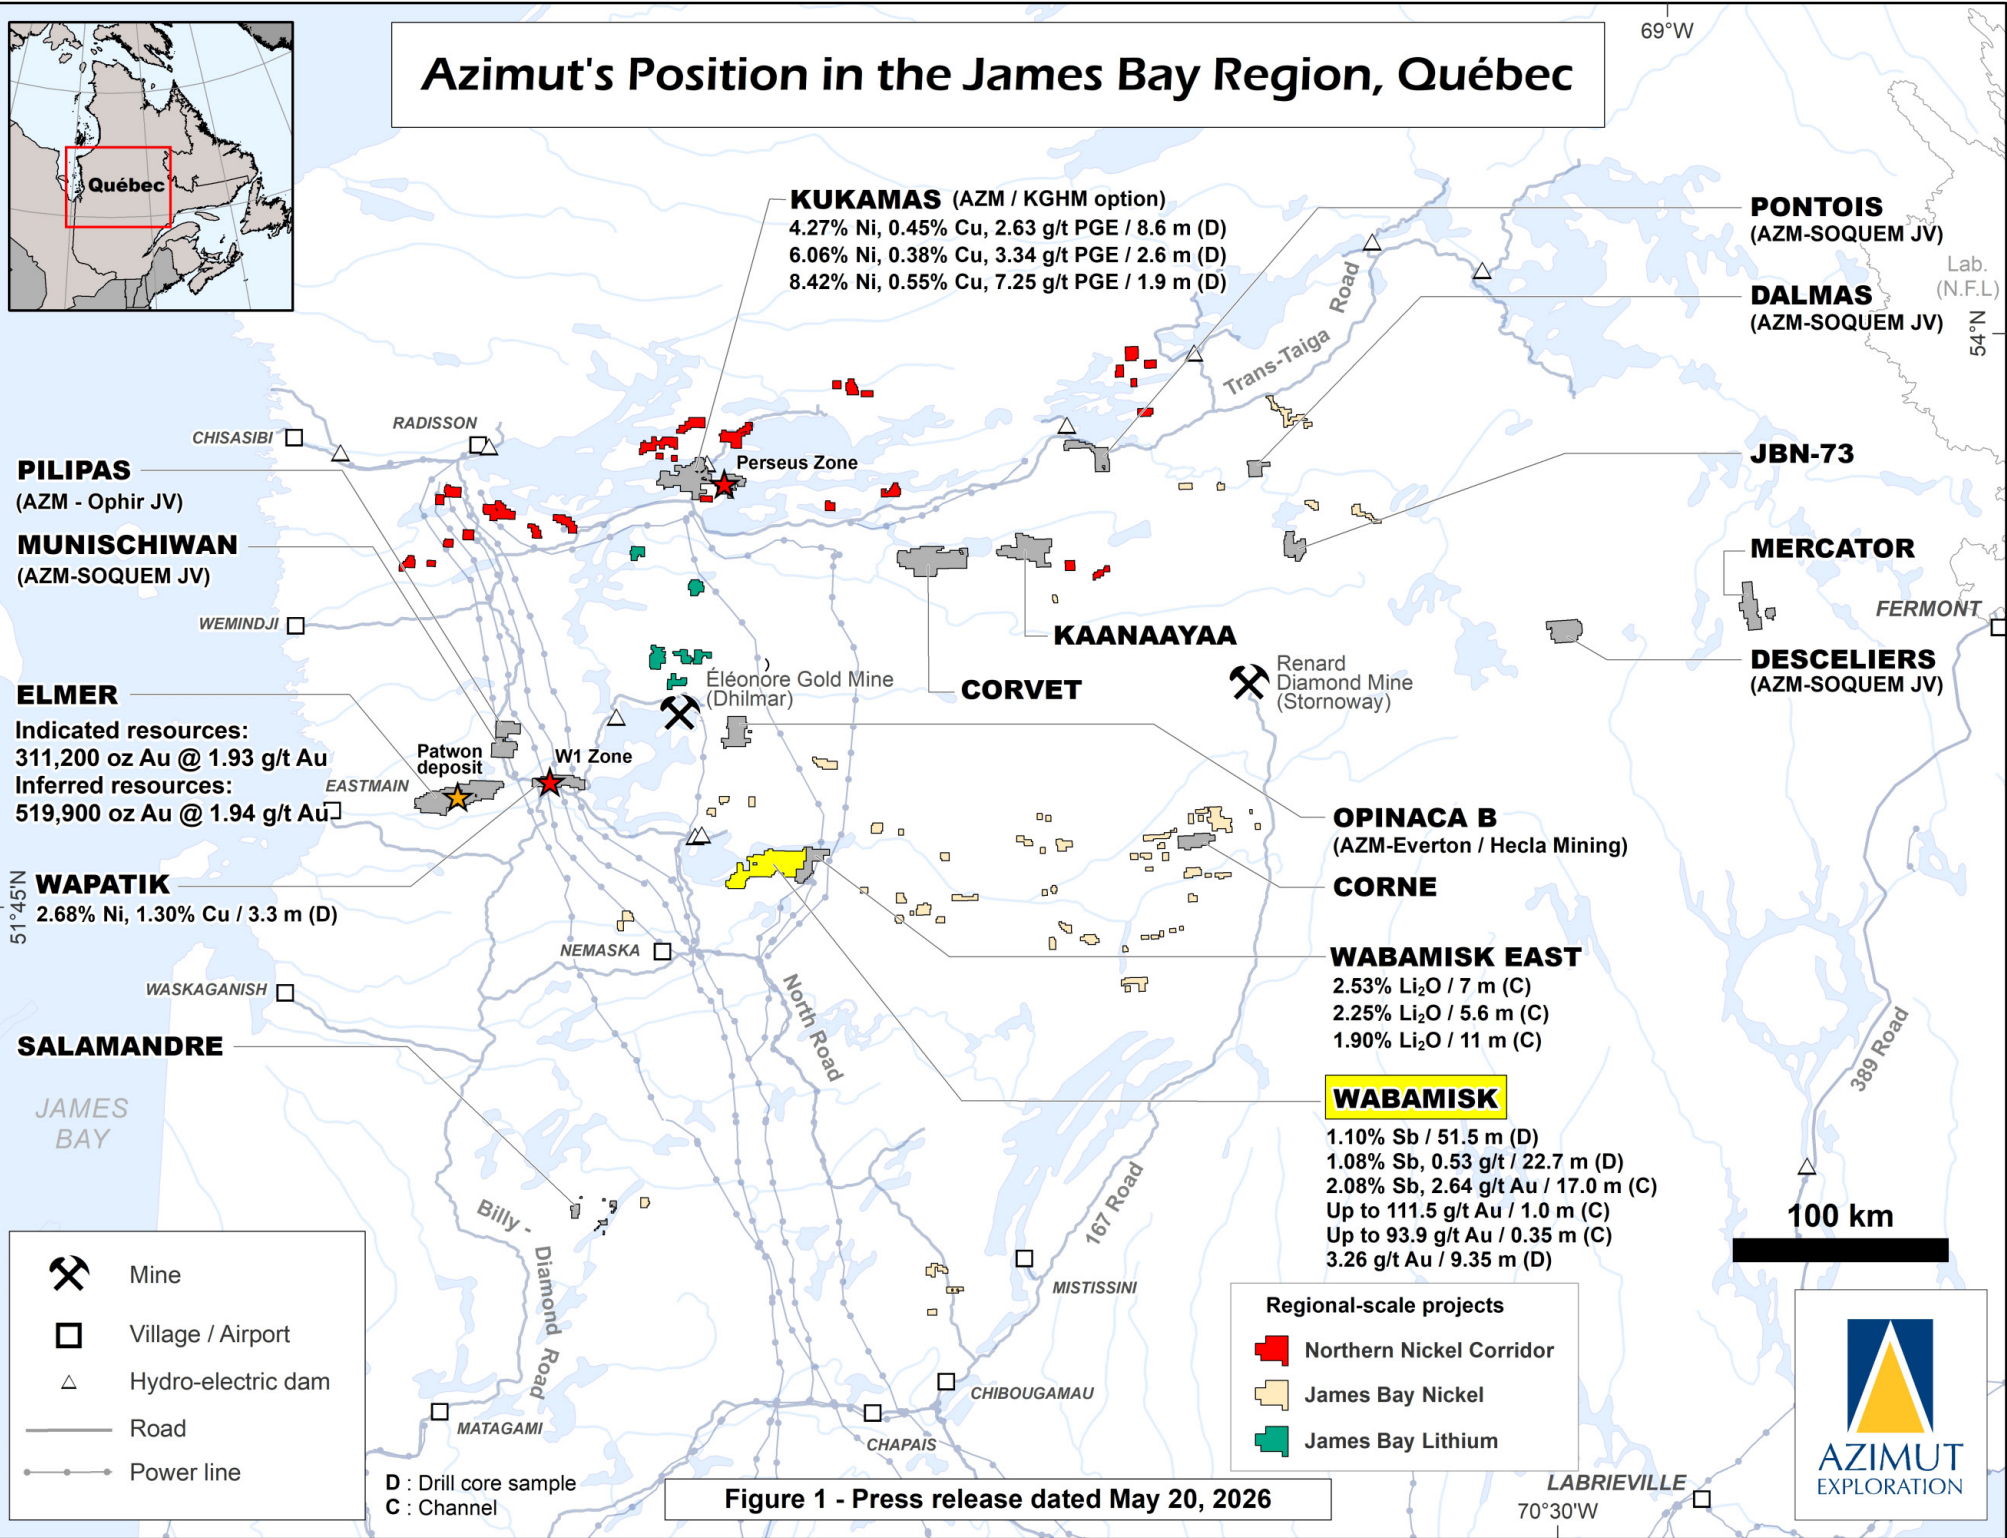 Azimut's Position in the James Bay Region, Québec
69°W
Québec
KUKAMAS (AZM / KGHM option)
4.27% Ni, 0.45% Cu, 2.63 g/t PGE / 8.6 m (D)
6.06% Ni, 0.38% Cu, 3.34 g/t PGE / 2.6 m (D)
8.42% Ni, 0.55% Cu, 7.25 g/t PGE / 1.9 m (D)
PONTOIS
(AZM-SOQUEM JV)
Lab.
(N.F.L)
DALMAS
(AZM-SOQUEM JV)
54°N
Trans-Taiga Road
CHISASIBI
RADISSON
PILIPAS
(AZM - Ophir JV)
Perseus Zone
JBN-73
MUNISCHIWAN
(AZM-SOQUEM JV)
MERCATOR
WEMINDJI
FERMONT
KAANAAYAA
DESCELIERS
(AZM-SOQUEM JV)
CORVET
Éléonore Gold Mine
(Dhilmar)
Renard
Diamond Mine
(Stornoway)
ELMER
Indicated resources:
311,200 oz Au @ 1.93 g/t Au
Inferred resources:
519,900 oz Au @ 1.94 g/t Au
Patwon
deposit
W1 Zone
EASTMAIN
OPINACA B
(AZM-Everton / Hecla Mining)
51°45'N
WAPATIK
2.68% Ni, 1.30% Cu / 3.3 m (D)
CORNE
NEMASKA
WABAMISK EAST
2.53% Li₂O / 7 m (C)
2.25% Li₂O / 5.6 m (C)
1.90% Li₂O / 11 m (C)
WASKAGANISH
North Road
SALAMANDRE
389 Road
JAMES
BAY
WABAMISK
1.10% Sb / 51.5 m (D)
1.08% Sb, 0.53 g/t / 22.7 m (D)
2.08% Sb, 2.64 g/t Au / 17.0 m (C)
Up to 111.5 g/t Au / 1.0 m (C)
Up to 93.9 g/t Au / 0.35 m (C)
3.26 g/t Au / 9.35 m (D)
100 km
Billy - Diamond Road
167 Road
MISTISSINI
Mine
Village / Airport
Hydro-electric dam
Road
Power line
Regional-scale projects
Northern Nickel Corridor
James Bay Nickel
James Bay Lithium
CHIBOUGAMAU
MATAGAMI
CHAPAIS
D : Drill core sample
C : Channel
Figure 1 - Press release dated May 20, 2026
LABRIEVILLE
70°30'W
AZIMUT
EXPLORATION